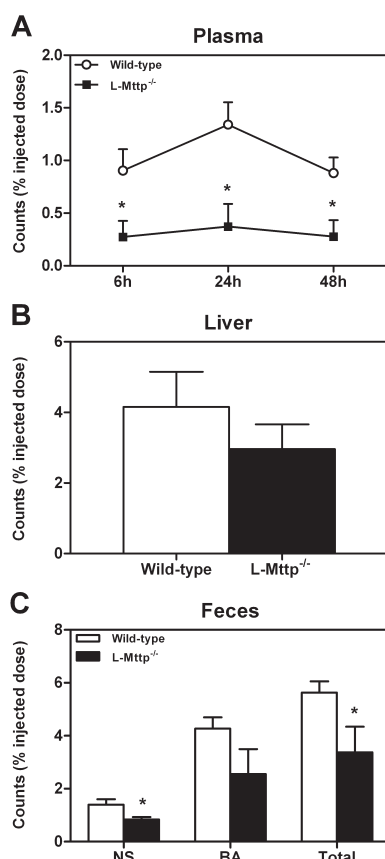 A
Plasma
Wild-type
L-Mttp-/-
Counts (% injected dose)
2.0
1.5
1.0
0.5
0.0
* * *
6h 24h 48h
B
Liver
Counts (% injected dose)
6
4
2
0
Wild-type L-Mttp-/-
C
Feces
Wild-type
L-Mttp-/-
Counts (% injected dose)
8
6
4
2
0
* *
NS BA Total